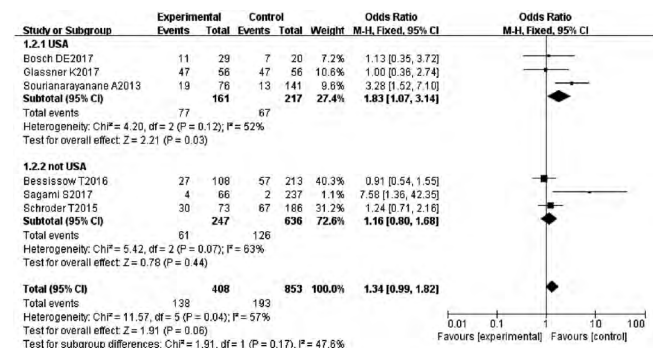 Experimental Control Odds Ratio Odds Ratio
Study or Subgroup Events Total Events Total Weight M-H, Fixed, 95% CI M-H, Fixed, 95% CI
1.2.1 USA
Bosch DE2017 11 29 7 20 7.2% 1.13 [0.35, 3.72]
Glassner K2017 47 56 47 56 10.6% 1.00 [0.36, 2.74]
Sourianarayanane A2013 19 76 13 141 9.6% 3.28 [1.52, 7.10]
Subtotal (95% CI) 161 217 27.4% 1.83 [1.07, 3.14]
Total events 77 67
Heterogeneity: Chi² = 4.20, df = 2 (P = 0.12); I² = 52%
Test for overall effect: Z = 2.21 (P = 0.03)
1.2.2 not USA
Bessissow T2016 27 108 57 213 40.3% 0.91 [0.54, 1.55]
Sagami S2017 4 66 2 237 1.1% 7.58 [1.36, 42.35]
Schroder T2015 30 73 67 186 31.2% 1.24 [0.71, 2.16]
Subtotal (95% CI) 247 636 72.6% 1.16 [0.80, 1.68]
Total events 61 126
Heterogeneity: Chi² = 5.42, df = 2 (P = 0.07); I² = 63%
Test for overall effect: Z = 0.78 (P = 0.44)
Total (95% CI) 408 853 100.0% 1.34 [0.99, 1.82]
Total events 138 193
Heterogeneity: Chi² = 11.57, df = 5 (P = 0.04); I² = 57%
Test for overall effect: Z = 1.91 (P = 0.06)
Test for subgroup differences: Chi² = 1.91, df = 1 (P = 0.17), I² = 47.6%
0.01 0.1 1 10 100
Favours [experimental] Favours [control]